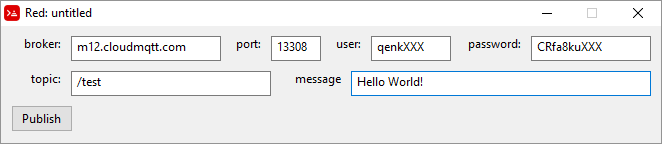 Red: untitled
broker: m12.cloudmqtt.com port: 13308 user: qenkXXX password: CRfa8kuXXX
topic: /test message Hello World!
Publish